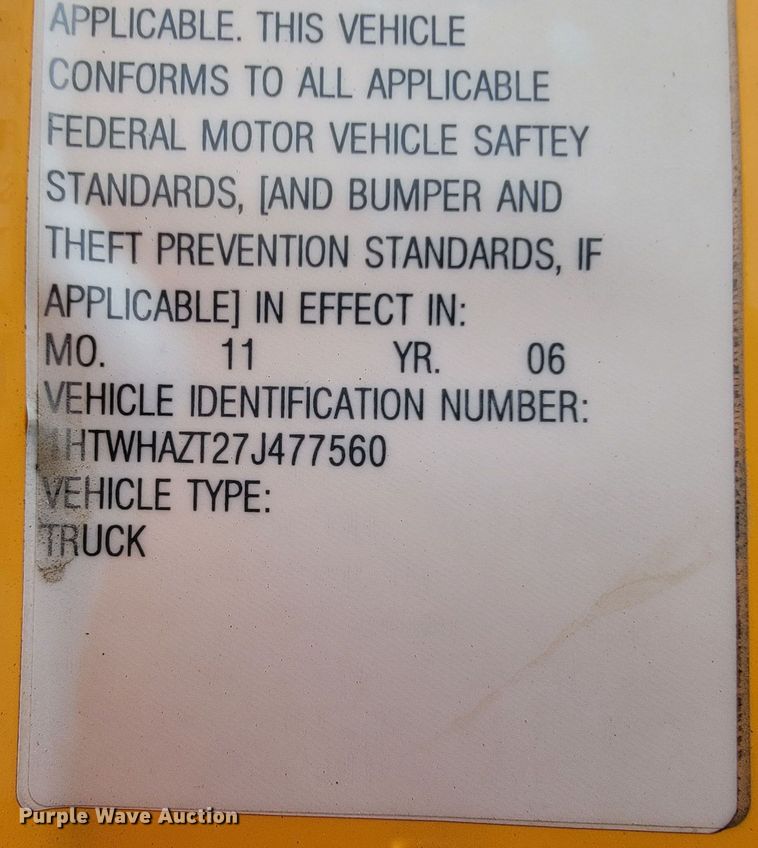 APPLICABLE. THIS VEHICLE
CONFORMS TO ALL APPLICABLE
FEDERAL MOTOR VEHICLE SAFTEY
STANDARDS, [AND BUMPER AND
THEFT PREVENTION STANDARDS, IF
APPLICABLE] IN EFFECT IN:
MO. 11 YR. 06
VEHICLE IDENTIFICATION NUMBER:
1HTWHAZT27J477560
VEHICLE TYPE:
TRUCK
Purple Wave Auction